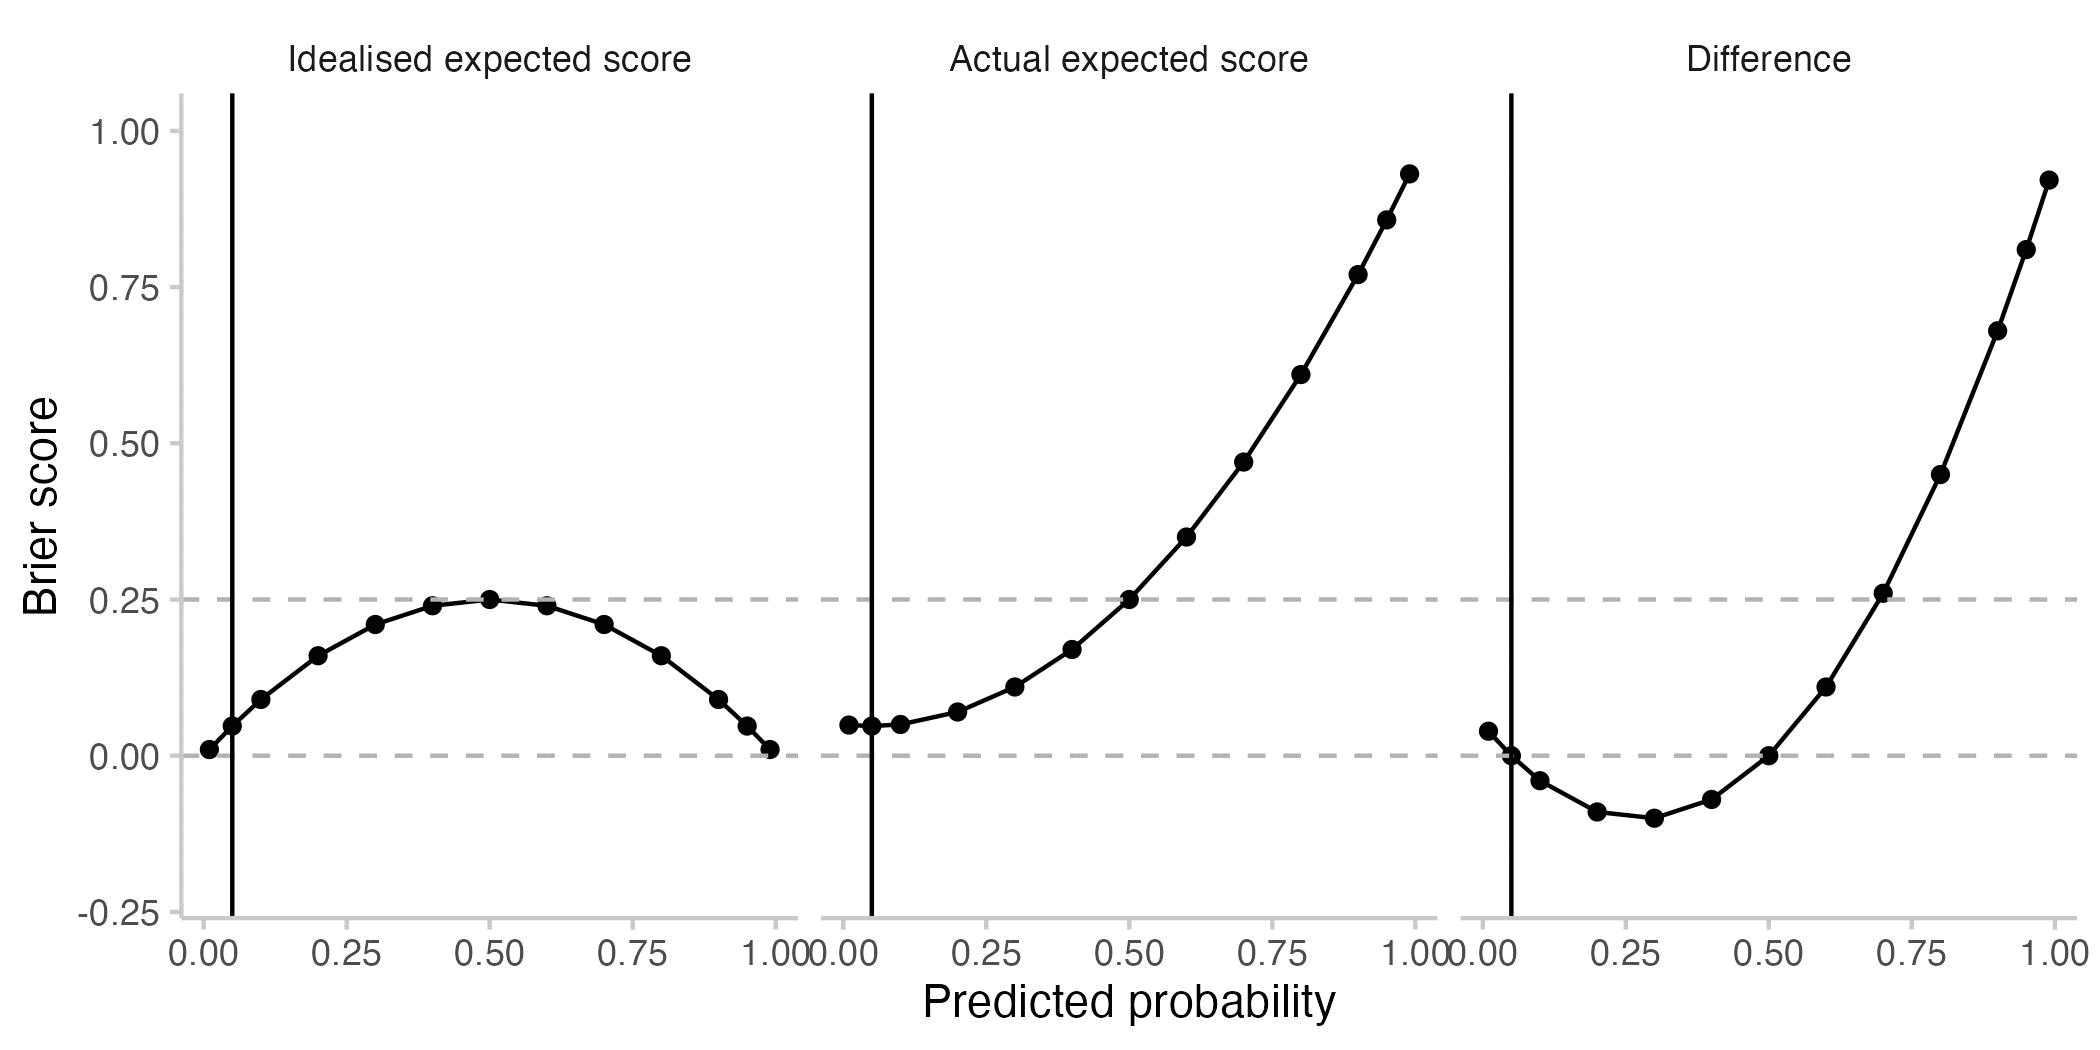 Idealised expected score
Actual expected score
Difference
Brier score
1.00
0.75
0.50
0.25
0.00
-0.25
0.00 0.25 0.50 0.75 1.00
0.00 0.25 0.50 0.75 1.00
0.00 0.25 0.50 0.75 1.00
Predicted probability